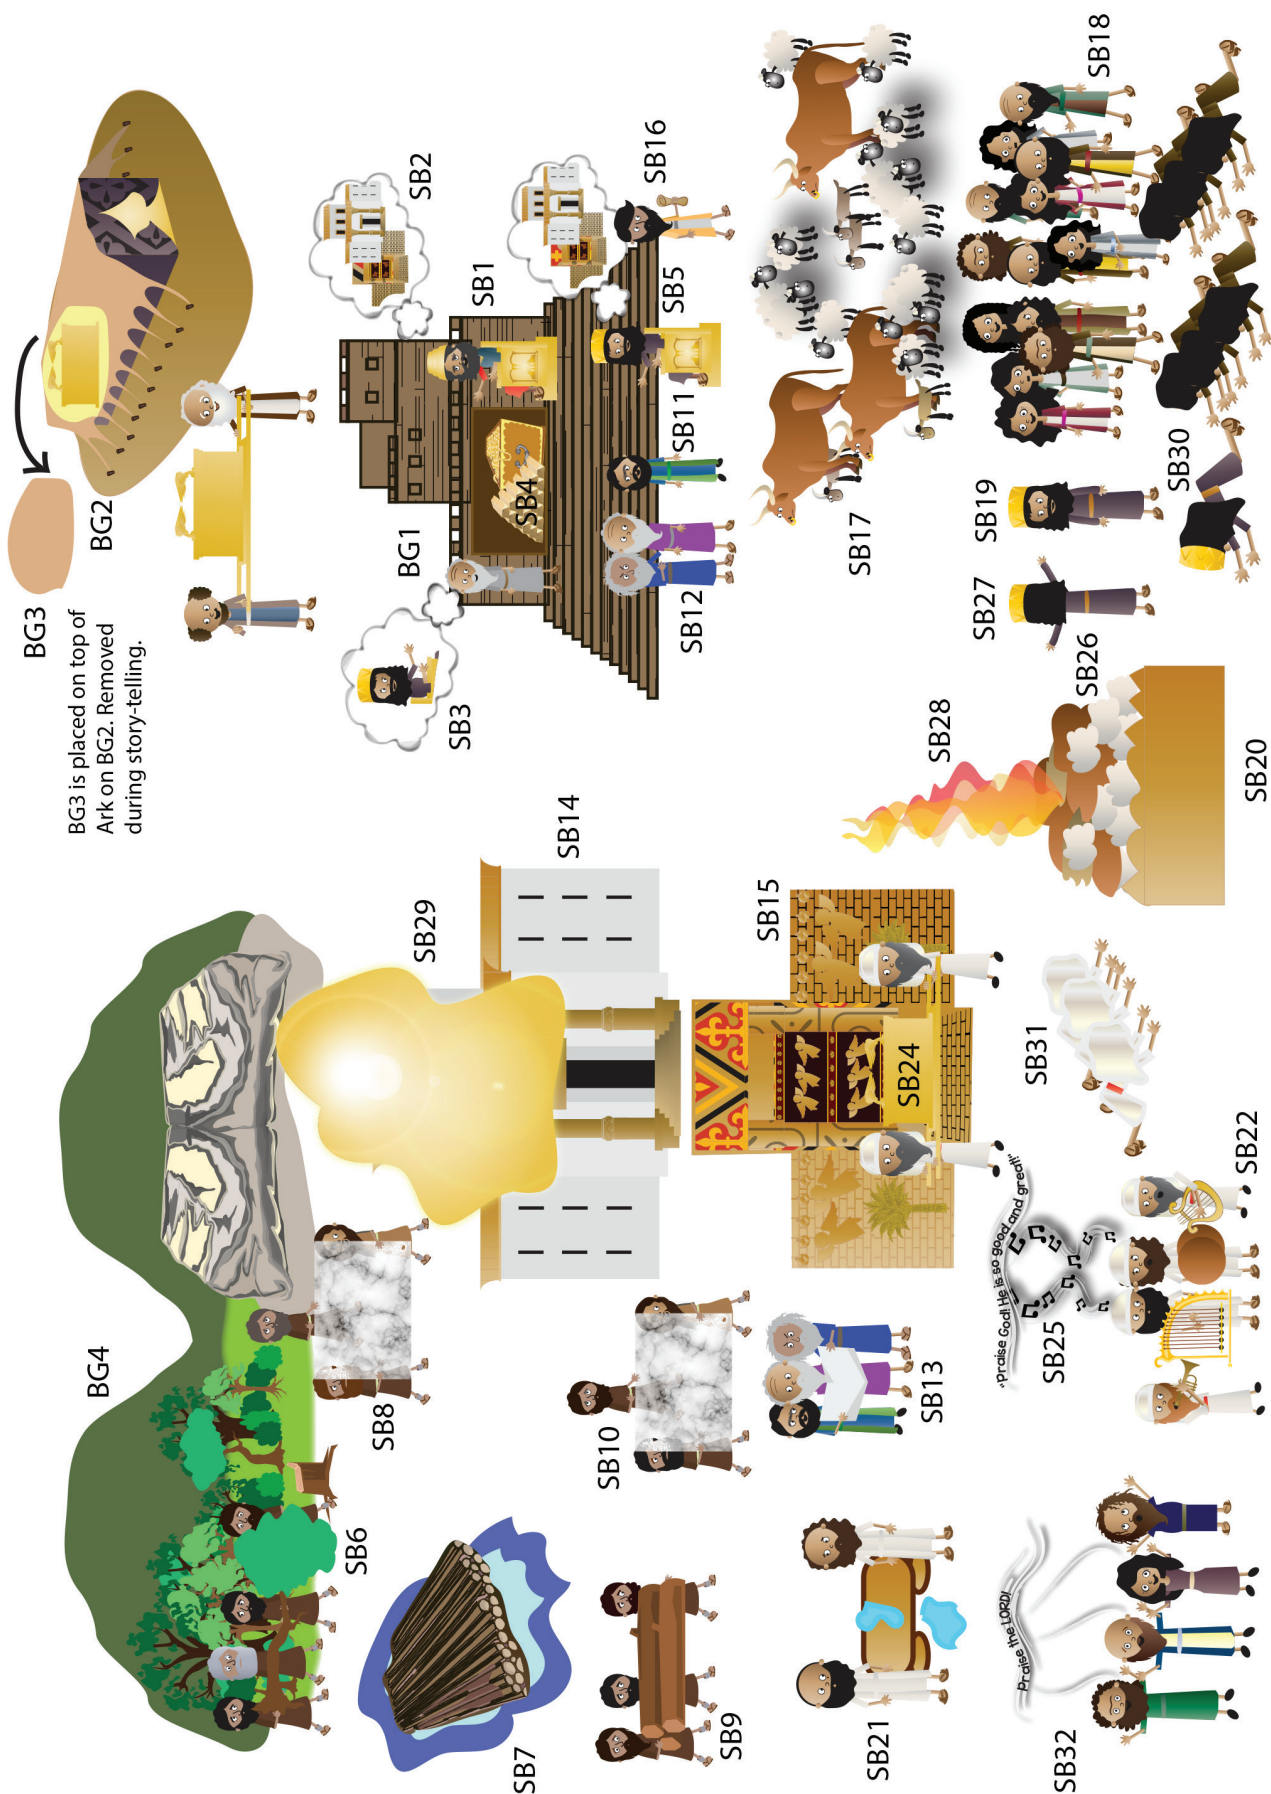 BG4
SB6
SB8
SB7
SB9
SB10
SB29
SB14
SB13
SB15
SB24
SB21
SB32
Praise the LORD!
"Praise God! He is so good and great!"
SB25
SB22
SB31
BG3
BG3 is placed on top of
Ark on BG2. Removed
during story-telling.
BG2
BG1
SB3
SB2
SB1
SB4
SB5
SB16
SB11
SB12
SB17
SB18
SB19
SB27
SB30
SB28
SB26
SB20